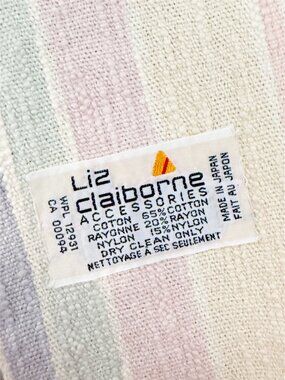 Liz
claiborne
ACCESSORIES
COTON 65% COTTON
RAYONNE 20% RAYON
NYLON 15% NYLON
DRY CLEAN ONLY
NETTOYAGE A SEC SEULEMENT
WPL 12931
CA 00094
MADE IN JAPAN
FAIT AU JAPON